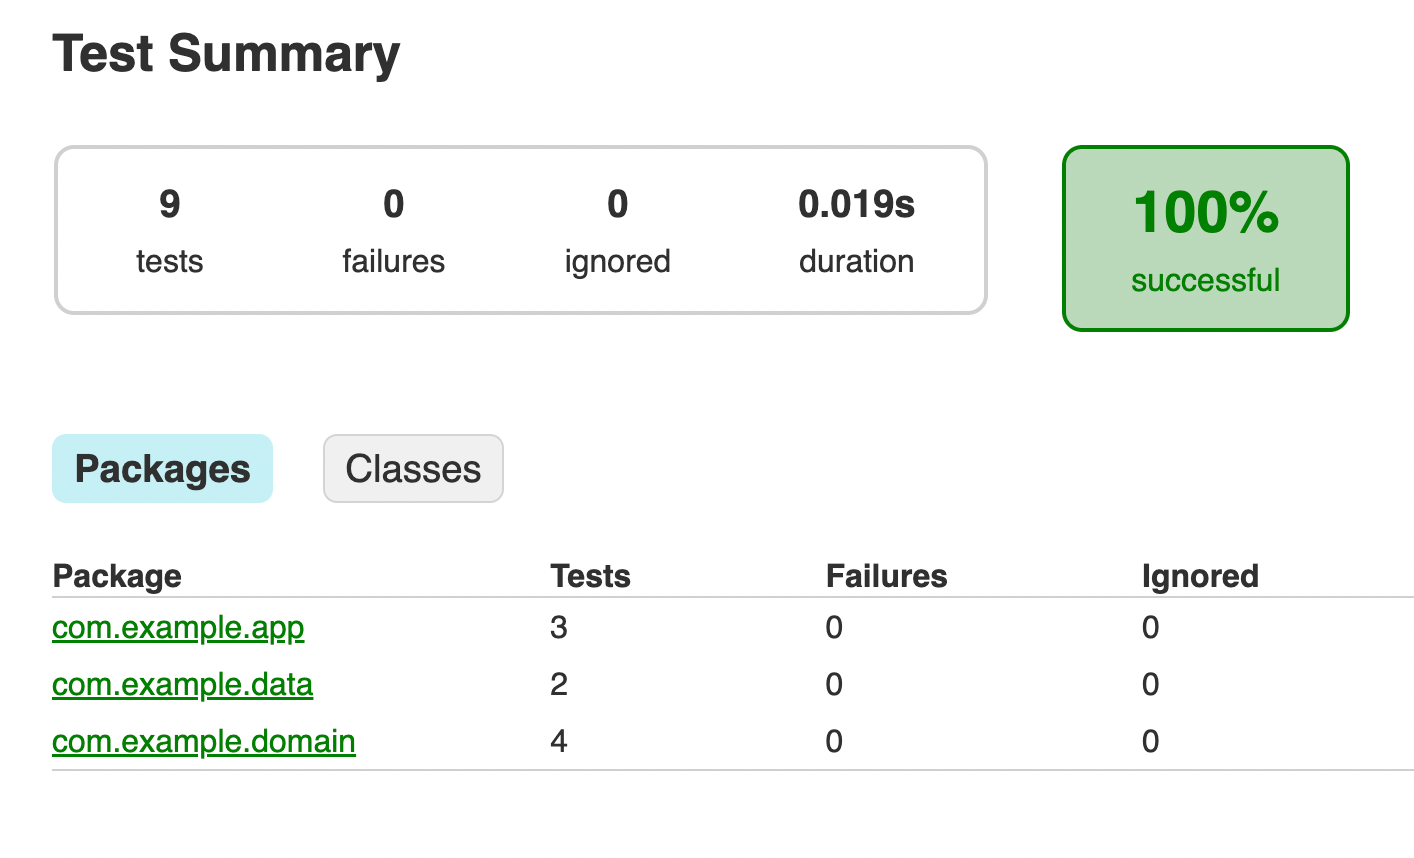 Test Summary
9 0 0 0.019s
tests failures ignored duration
100%
successful
Packages Classes
Package Tests Failures Ignored
com.example.app 3 0 0
com.example.data 2 0 0
com.example.domain 4 0 0